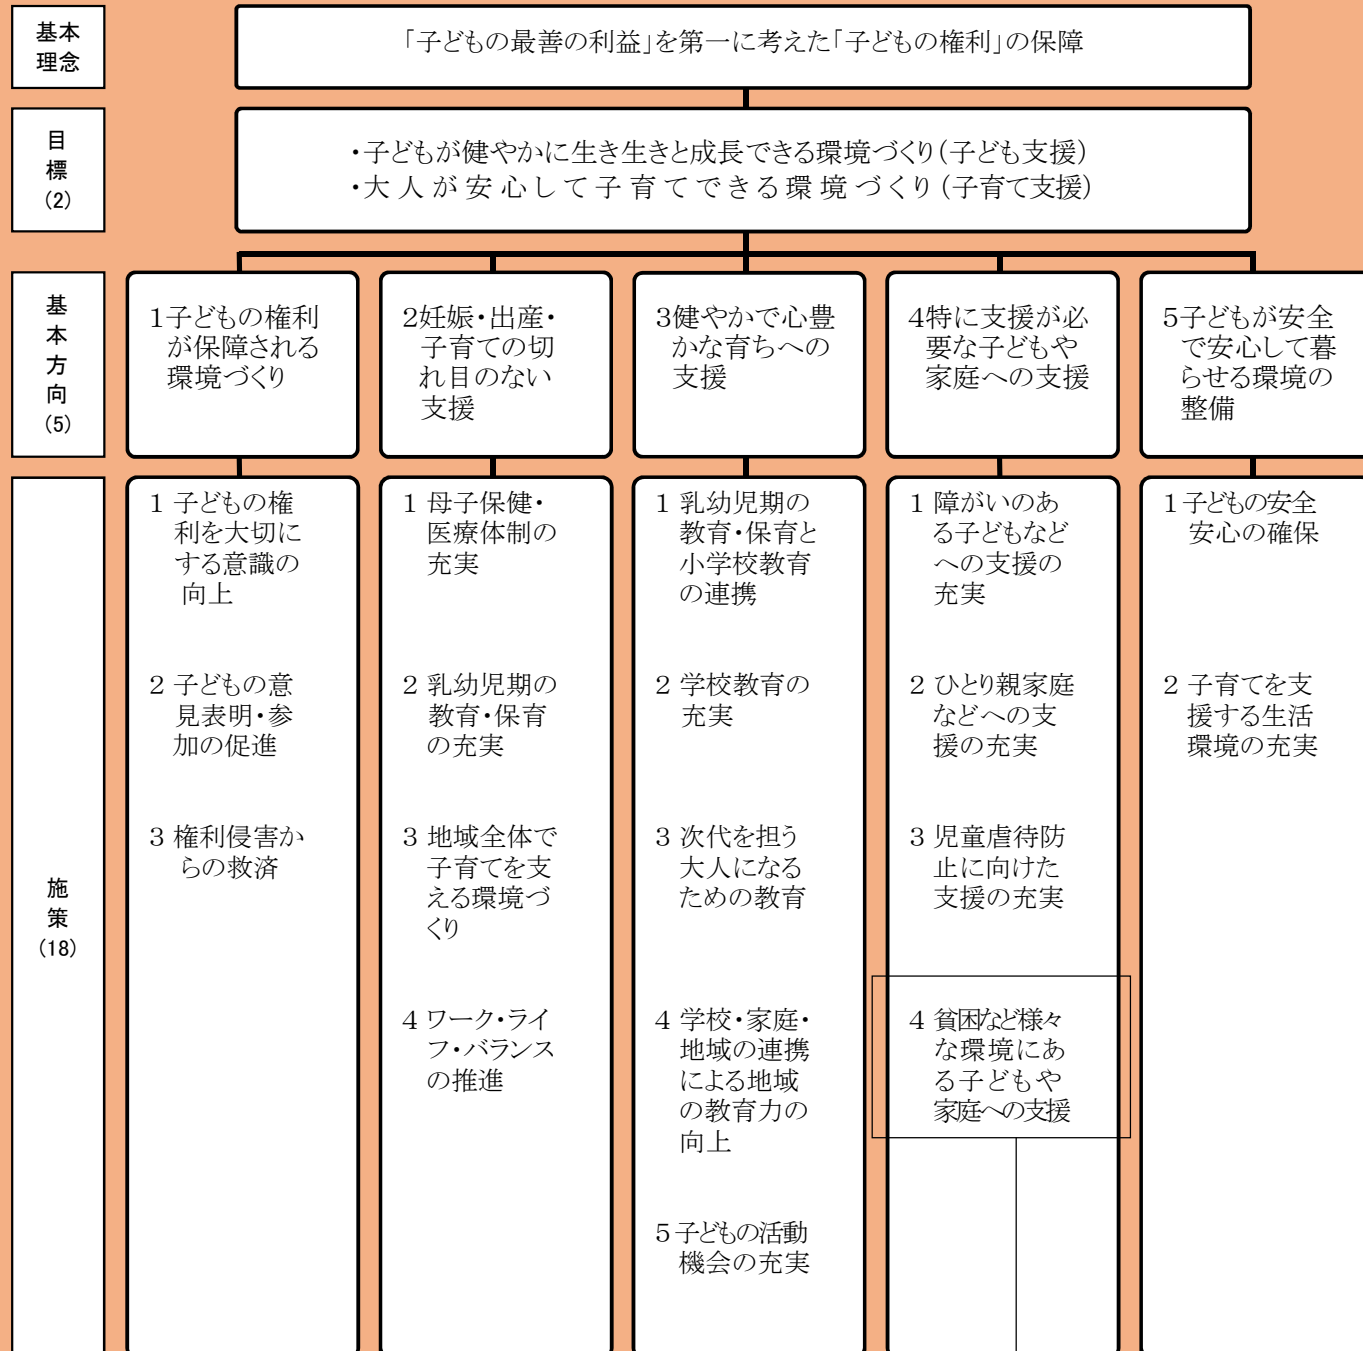 基本
理念
「子どもの最善の利益」を第一に考えた「子どもの権利」の保障
目
標
(2)
・子どもが健やかに生き生きと成長できる環境づくり(子ども支援)
・大人が安心して子育てできる環境づくり(子育て支援)
基
本
方
向
(5)
1子どもの権利
が保障される
環境づくり
2妊娠・出産・
子育ての切
れ目のない
支援
3健やかで心豊
かな育ちへの
支援
4特に支援が必
要な子どもや
家庭への支援
5子どもが安全
で安心して暮
らせる環境の
整備
施
策
(18)
1 子どもの権
利を大切に
する意識の
向上
2 子どもの意
見表明・参
加の促進
3 権利侵害か
らの救済
1 母子保健・
医療体制の
充実
2 乳幼児期の
教育・保育
の充実
3 地域全体で
子育てを支
える環境づ
くり
4 ワーク・ライ
フ・バランス
の推進
1 乳幼児期の
教育・保育と
小学校教育
の連携
2 学校教育の
充実
3 次代を担う
大人になる
ための教育
4 学校・家庭・
地域の連携
による地域
の教育力の
向上
5 子どもの活動
機会の充実
1 障がいのあ
る子どもなど
への支援の
充実
2 ひとり親家庭
などへの支
援の充実
3 児童虐待防
止に向けた
支援の充実
4 貧困など様々
な環境にあ
る子どもや
家庭への支援
1 子どもの安全
安心の確保
2 子育てを支
援する生活
環境の充実